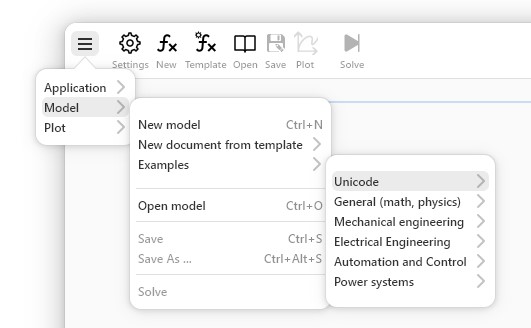 Settings New Template Open Save Plot Solve
Application
Model
Plot
New model Ctrl+N
New document from template
Examples
Open model Ctrl+O
Save Ctrl+S
Save As ... Ctrl+Alt+S
Solve
Unicode
General (math, physics)
Mechanical engineering
Electrical Engineering
Automation and Control
Power systems